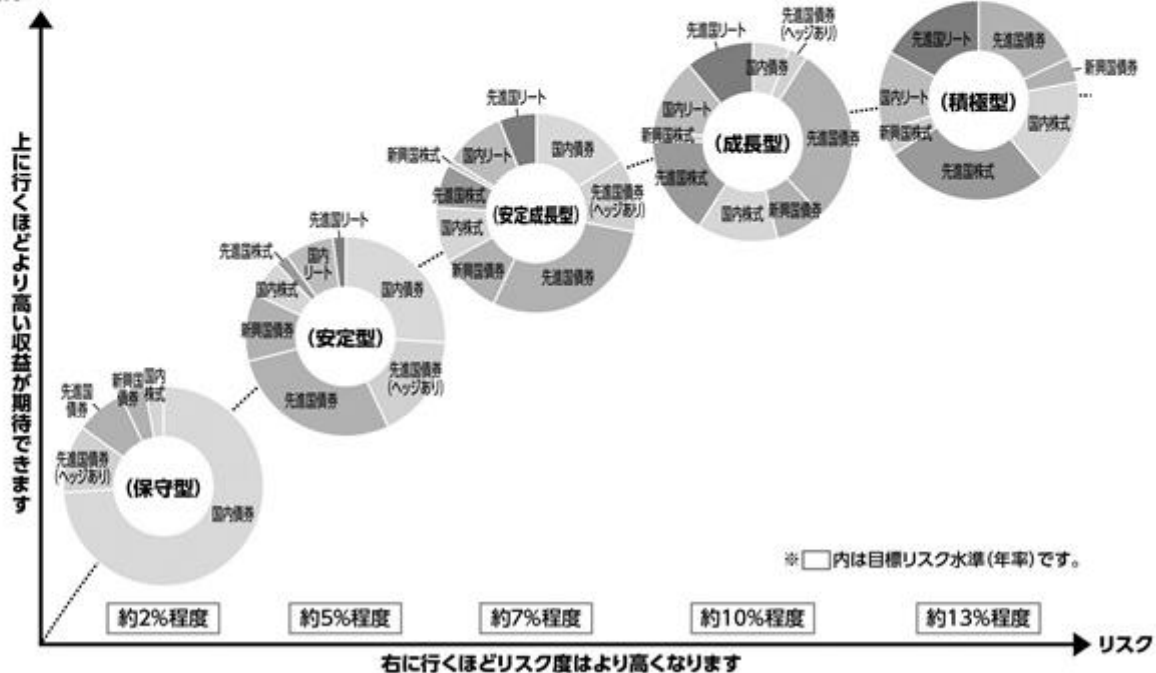 上に行くほどより高い収益が期待できます
先進国
債券
新興国
債券
国内
株式
先進国債券
(ヘッジあり)
(保守型)
国内債券
先進国リート
先進国株式
国内
リート
国内株式
国内債券
新興国債券
(安定型)
先進国債券
先進国債券
(ヘッジあり)
先進国リート
新興国株式
国内リート
国内債券
先進国株式
(安定成長型)
先進国債券
(ヘッジあり)
国内株式
新興国債券
先進国債券
先進国リート
国内債券
先進国債券
(ヘッジあり)
国内リート
新興国株式
(成長型)
先進国債券
先進国株式
国内株式
新興国債券
先進国リート
先進国債券
新興国債券
国内リート
(積極型)
国内株式
新興国株式
先進国株式
※□内は目標リスク水準(年率)です。
約2%程度
約5%程度
約7%程度
約10%程度
約13%程度
リスク
右に行くほどリスク度はより高くなります